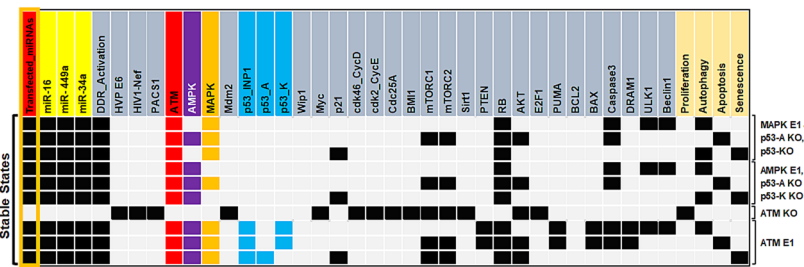 Transfected_miRNAs
miR-16
miR-449a
miR-34a
DDR_Activation
HVP E6
HIV1-Nef
PACS1
ATM
AMPK
MAPK
Mdm2
p53_INP1
p53_A
p53_K
Wip1
Myc
p21
cdk46_CycD
cdk2_CycE
Cdc25A
BMI1
mTORC1
mTORC2
Sirt1
RB
PTEN
AKT
E2F1
PUMA
BCL2
BAX
Caspase3
DRAM1
ULK1
Beclin1
Proliferation
Autophagy
Apoptosis
Senescence
Stable States
MAPK E1
p53-A KO,
p53-KO
AMPK E1,
p53-A KO
p53-K KO
ATM KO
ATM E1